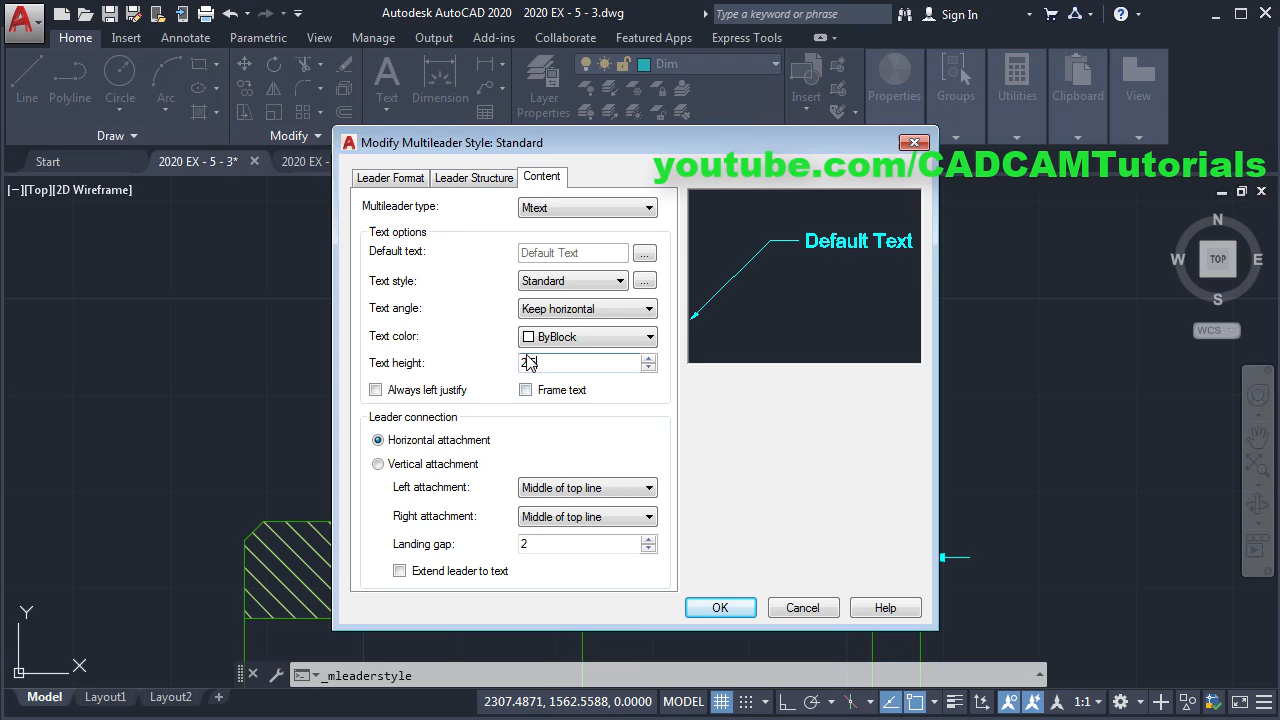 Autodesk AutoCAD 2020 2020 EX - 5 - 3.dwg
Type a keyword or phrase
Sign In
Home Insert Annotate Parametric View Manage Output Add-ins Collaborate Featured Apps Express Tools
Line Polyline Circle Arc
Text Dimension
Layer Properties
Dim
Insert Properties Groups Utilities Clipboard View
Draw Modify
Start 2020 EX - 5 - 3* 2020 EX
[−][Top][2D Wireframe]
Modify Multileader Style: Standard
youtube.com/CADCAMTutorials
Leader Format Leader Structure Content
Multileader type: Mtext
Text options
Default text: Default Text ...
Text style: Standard ...
Text angle: Keep horizontal
Text color: ByBlock
Text height:
Always left justify Frame text
Leader connection
Horizontal attachment
Vertical attachment
Left attachment: Middle of top line
Right attachment: Middle of top line
Landing gap: 2
Extend leader to text
Default Text
OK Cancel Help
N
W TOP E
S
WCS
Y
X
_mleaderstyle
Model Layout1 Layout2 +
2307.4871, 1562.5588, 0.0000 MODEL 1:1